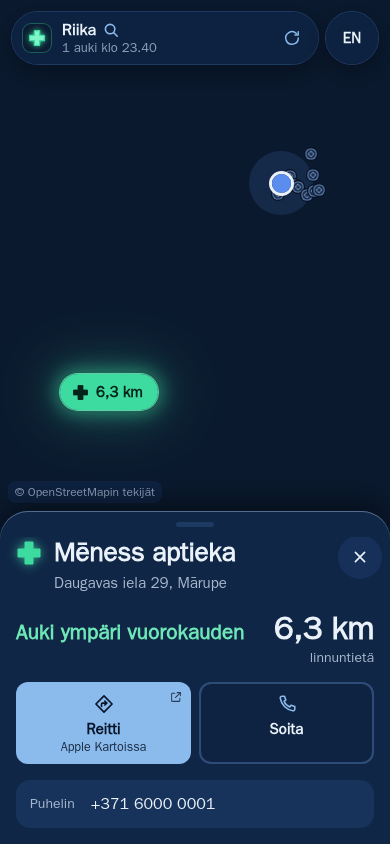 Riika
1 auki klo 23.40
EN
6,3 km
© OpenStreetMapin tekijät
Mēness aptieka
Daugavas iela 29, Mārupe
Auki ympäri vuorokauden
6,3 km
linnuntietä
Reitti
Apple Kartoissa
Soita
Puhelin
+371 6000 0001